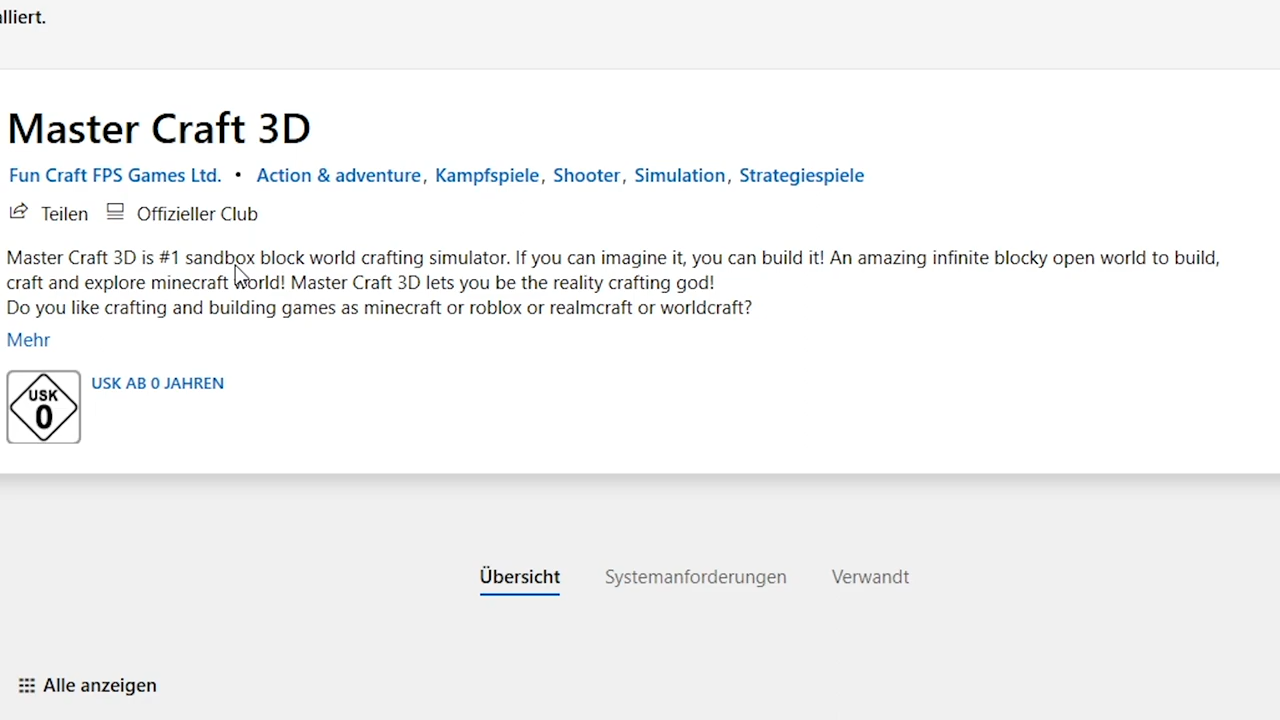 lliert.
Master Craft 3D
Fun Craft FPS Games Ltd. • Action & adventure, Kampfspiele, Shooter, Simulation, Strategiespiele
Teilen Offizieller Club
Master Craft 3D is #1 sandbox block world crafting simulator. If you can imagine it, you can build it! An amazing infinite blocky open world to build,
craft and explore minecraft world! Master Craft 3D lets you be the reality crafting god!
Do you like crafting and building games as minecraft or roblox or realmcraft or worldcraft?
Mehr
USK AB 0 JAHREN
USK
0
Übersicht Systemanforderungen Verwandt
Alle anzeigen